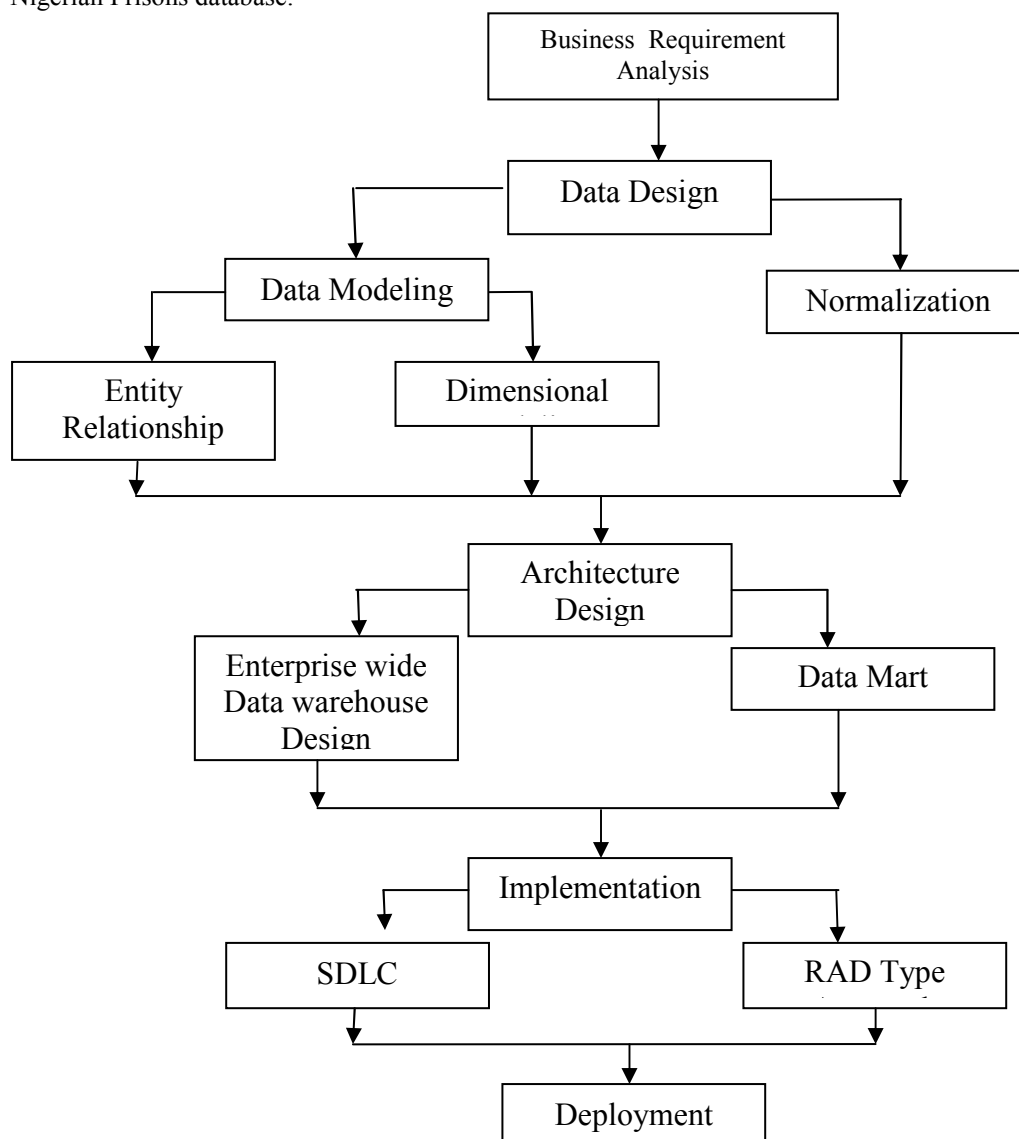 Nigerian Prisons database.
Business Requirement
Analysis
Data Design
Data Modeling
Normalization
Entity
Relationship
Dimensional
Architecture
Design
Enterprise wide
Data warehouse
Design
Data Mart
Implementation
SDLC
RAD Type
Deployment